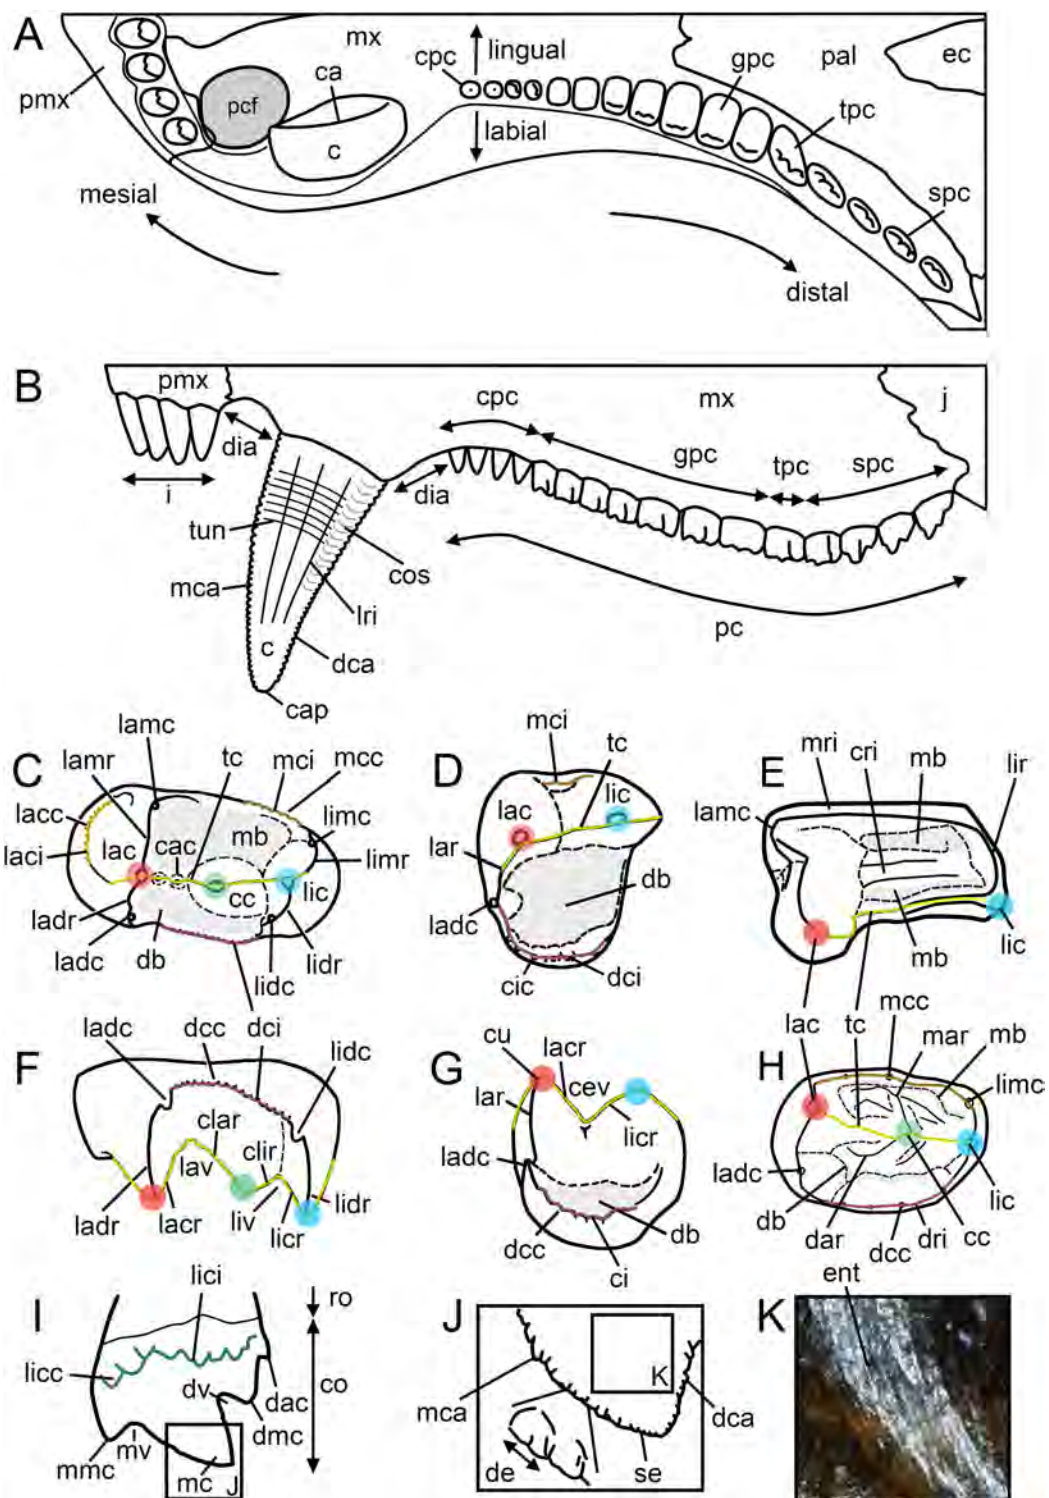 A
mx
lingual
cpc
gpc
pal
ec
pmx
ca
pcf
tpc
c
labial
mesial
spc
distal
B
pmx
cpc
mx
j
dia
gpc
tpc
spc
i
dia
tun
mca
cos
lri
pc
c
dca
cap
C
lamc
tc
mci
mcc
lamr
lacc
limc
mb
laci
lac
cac
limr
cc
lic
ladr
ladc
db
lidr
lidc
dci
D
mci
tc
lac
lic
lar
ladc
db
cic
dci
E
mri
cri
mb
lir
lamc
mb
lic
lac
tc
F
ladc
dcc
lidc
clar
lav
clir
ladr
lacr
liv
licr
lidr
G
cu
lacr
cev
lar
licr
ladc
dcc
db
ci
H
mcc
mar
mb
limc
ladc
lic
db
dar
dcc
dri
cc
ent
I
lici
ro
licc
co
dv
dac
dmc
mmc
mv
mc
J
J
K
mca
dca
de
se
K